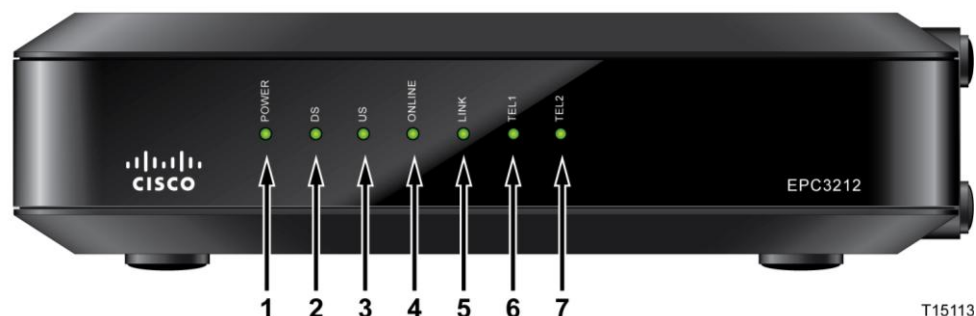 POWER DS US ONLINE LINK TEL1 TEL2
CISCO
EPC3212
1 2 3 4 5 6 7
T15113